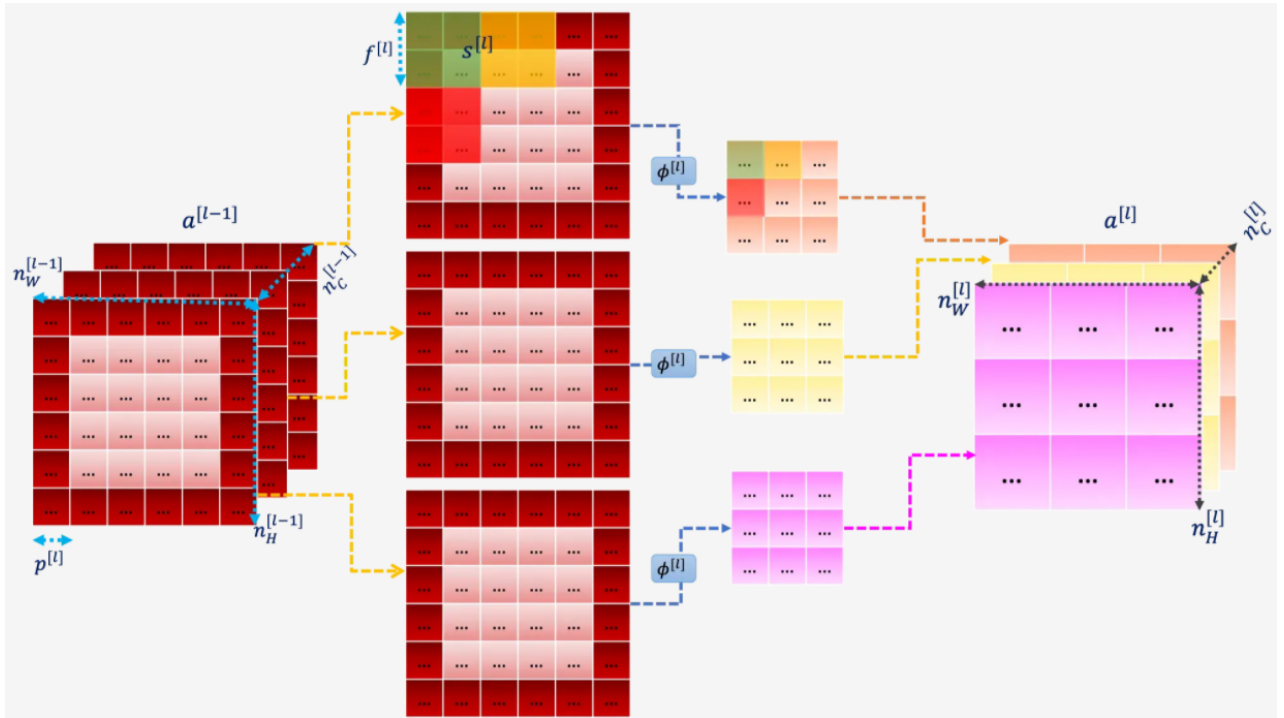 f^{[l]}
s^{[l]}
a^{[l-1]}
n_W^{[l-1]}
n_C^{[l-1]}
n_H^{[l-1]}
p^{[l]}
ϕ^{[l]}
ϕ^{[l]}
ϕ^{[l]}
a^{[l]}
n_C^{[l]}
n_W^{[l]}
n_H^{[l]}